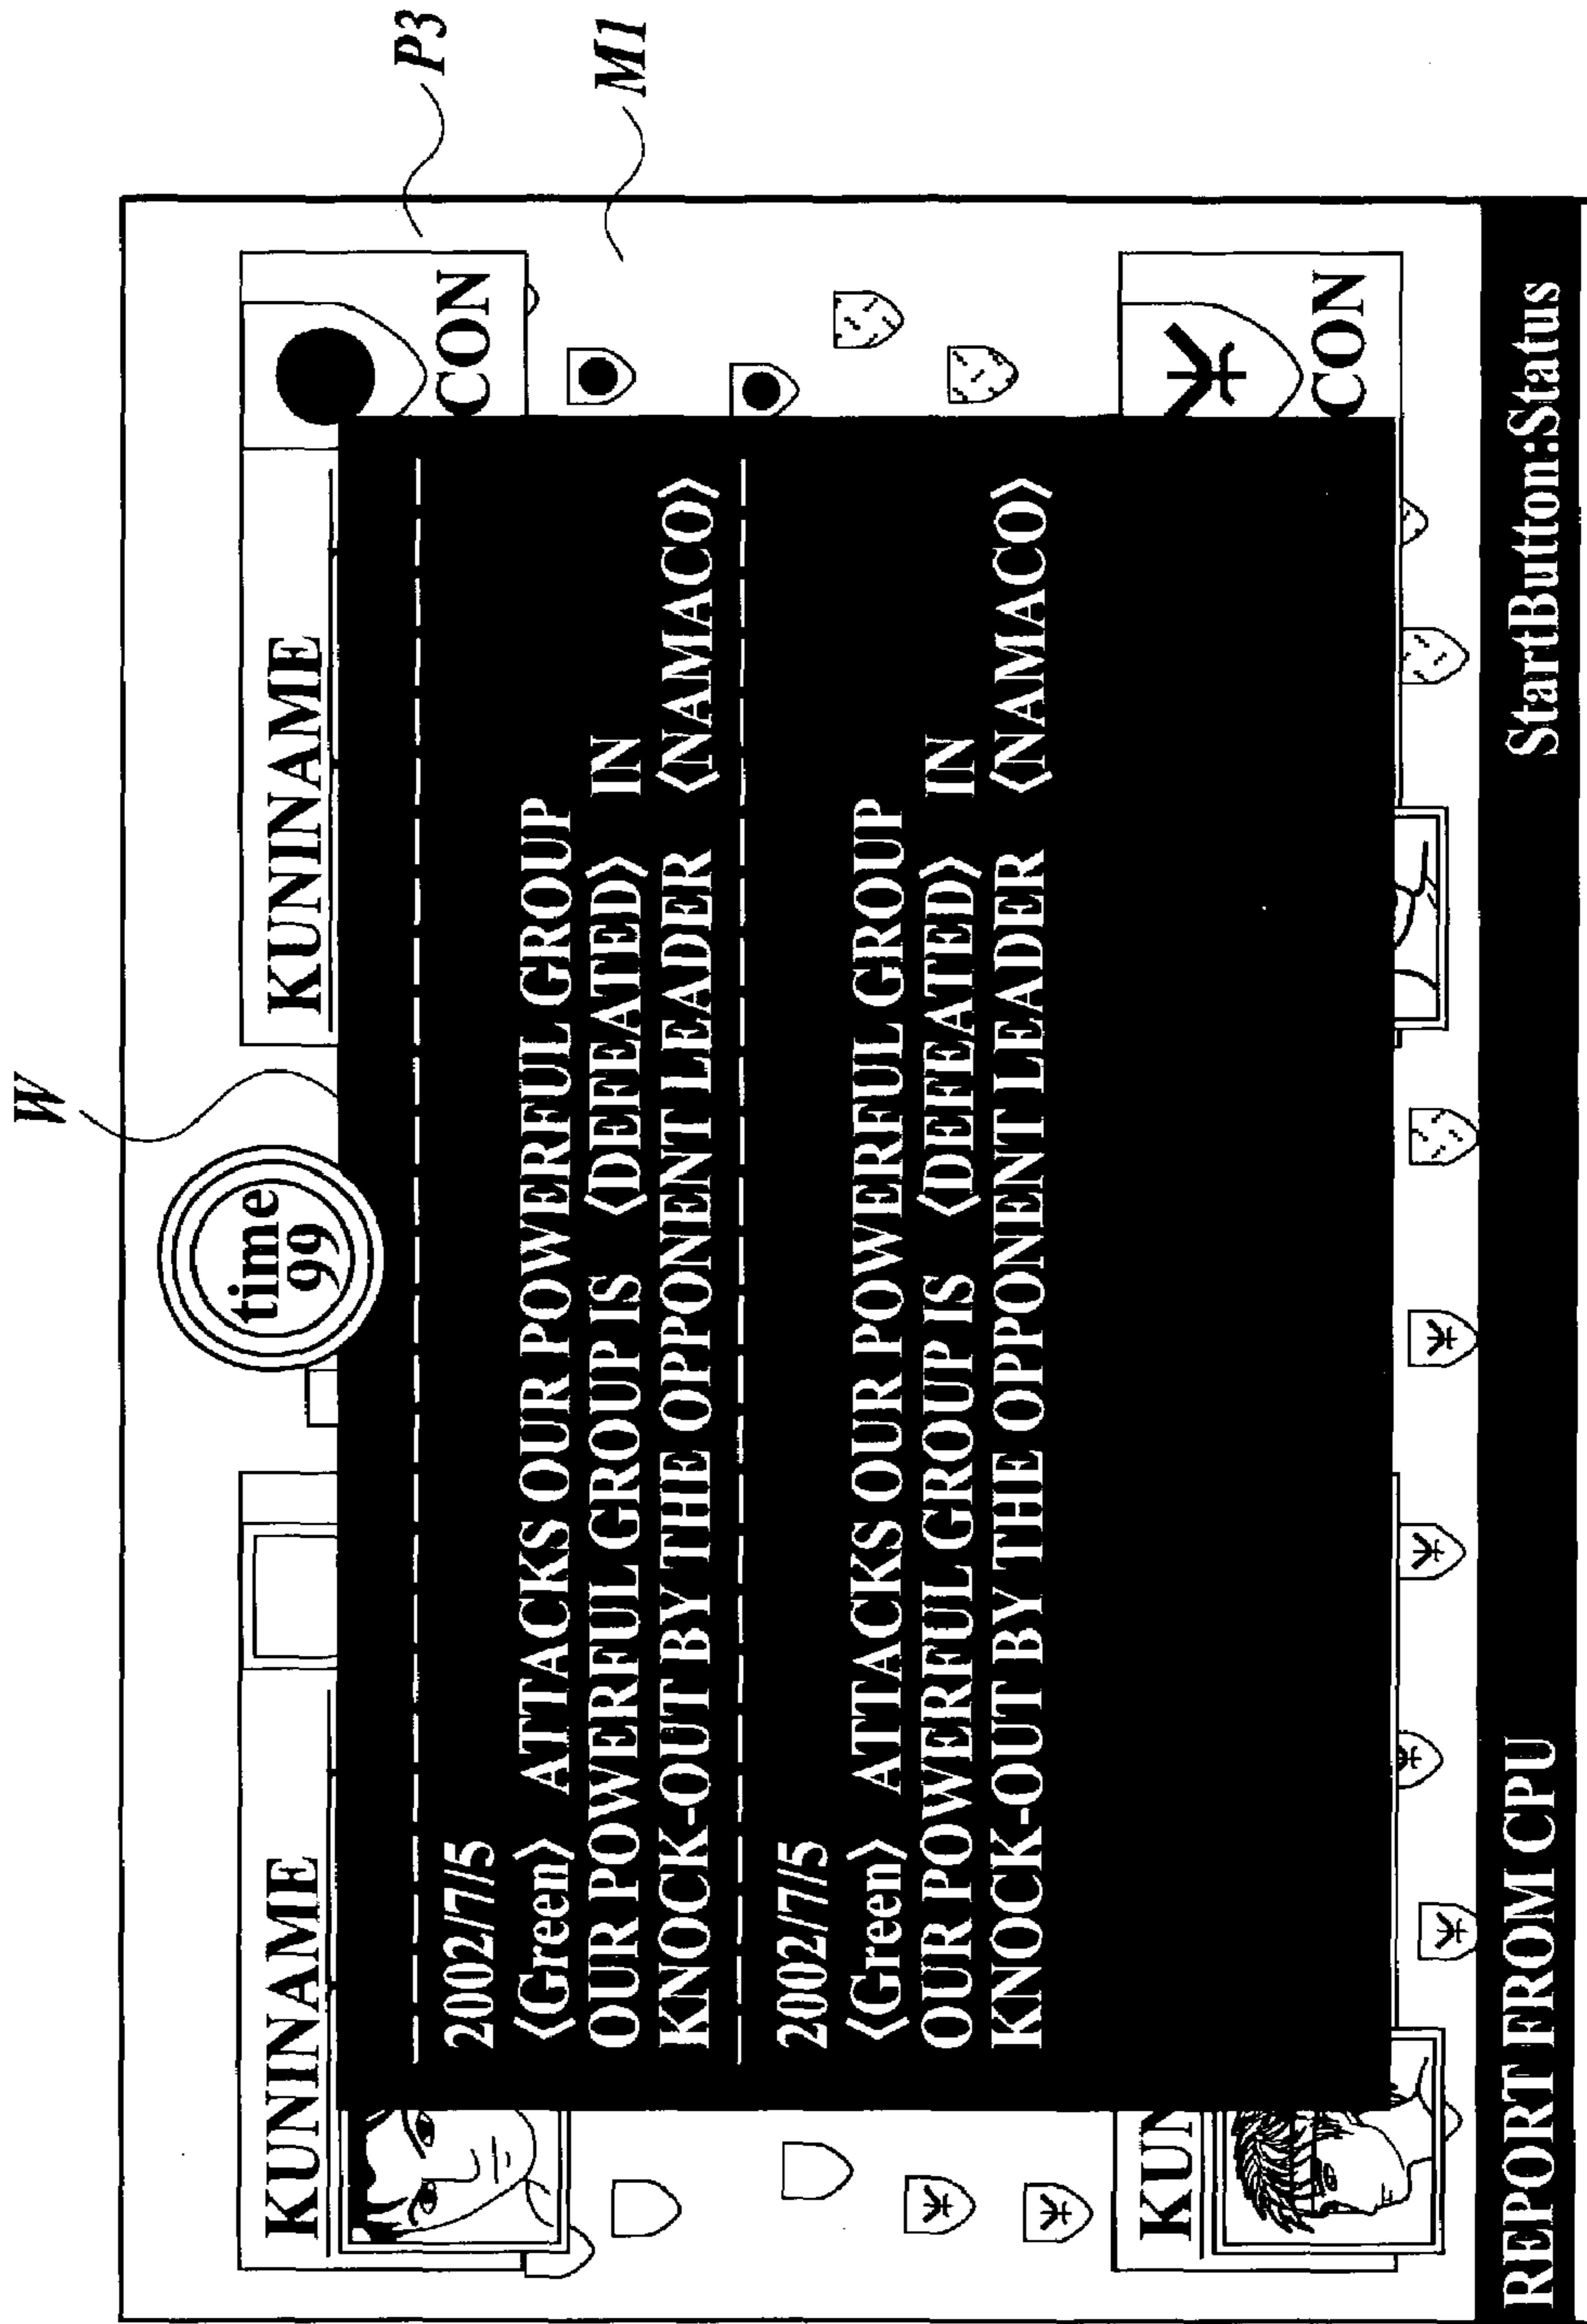 W
P3
M1
time
99
KUNINAME
KUNINAME
CON
2002/7/5
〈Green〉 ATTACKS OUR POWERFUL GROUP
OUR POWERFUL GROUP IS 〈DEFEATED〉 IN
KNOCK-OUT BY THE OPPONENT LEADER 〈NAMACO〉
2002/7/5
〈Green〉 ATTACKS OUR POWERFUL GROUP
OUR POWERFUL GROUP IS 〈DEFEATED〉 IN
KNOCK-OUT BY THE OPPONENT LEADER 〈NAMACO〉
KUN
CON
REPORT FROM CPU
StartButton:Status